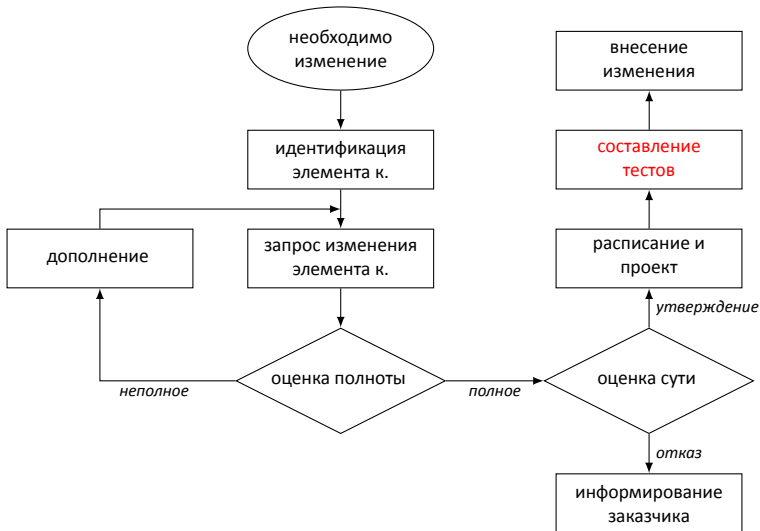 необходимо
изменение
идентификация
элемента к.
запрос изменения
элемента к.
дополнение
оценка полноты
неполное
полное
оценка сути
утверждение
отказ
расписание и
проект
составление
тестов
внесение
изменения
информирование
заказчика